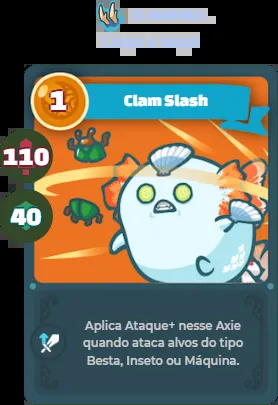 1
Clam Slash
110
40
Aplica Ataque+ nesse Axie
quando ataca alvos do tipo
Besta, Inseto ou Máquina.